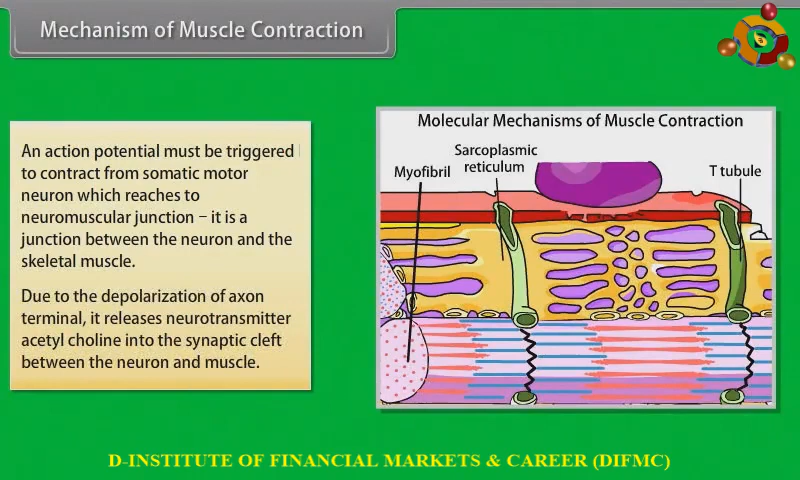 Mechanism of Muscle Contraction
An action potential must be triggered
to contract from somatic motor
neuron which reaches to
neuromuscular junction – it is a
junction between the neuron and the
skeletal muscle.
Due to the depolarization of axon
terminal, it releases neurotransmitter
acetyl choline into the synaptic cleft
between the neuron and muscle.
Molecular Mechanisms of Muscle Contraction
Sarcoplasmic
reticulum
Myofibril
T tubule
D-INSTITUTE OF FINANCIAL MARKETS & CAREER (DIFMC)